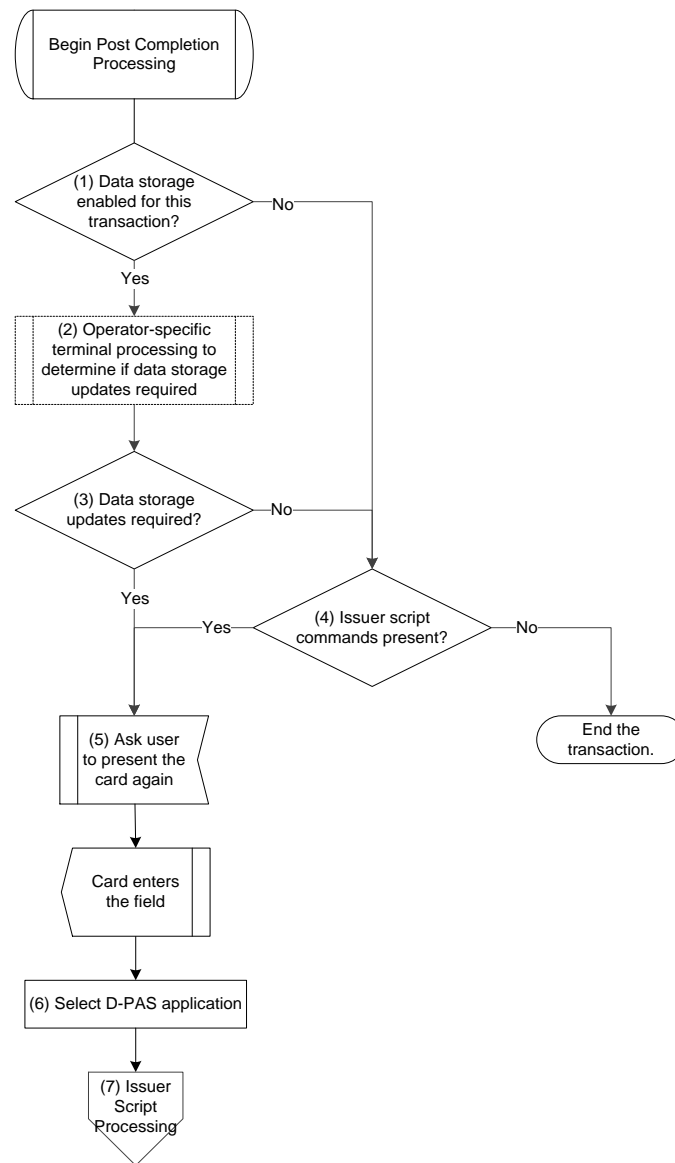 Begin Post Completion
Processing
(1) Data storage
enabled for this
transaction?
No
Yes
(2) Operator-specific
terminal processing to
determine if data storage
updates required
(3) Data storage
updates required?
No
Yes
(4) Issuer script
commands present?
Yes
No
(5) Ask user
to present the
card again
End the
transaction.
Card enters
the field
(6) Select D-PAS application
(7) Issuer
Script
Processing